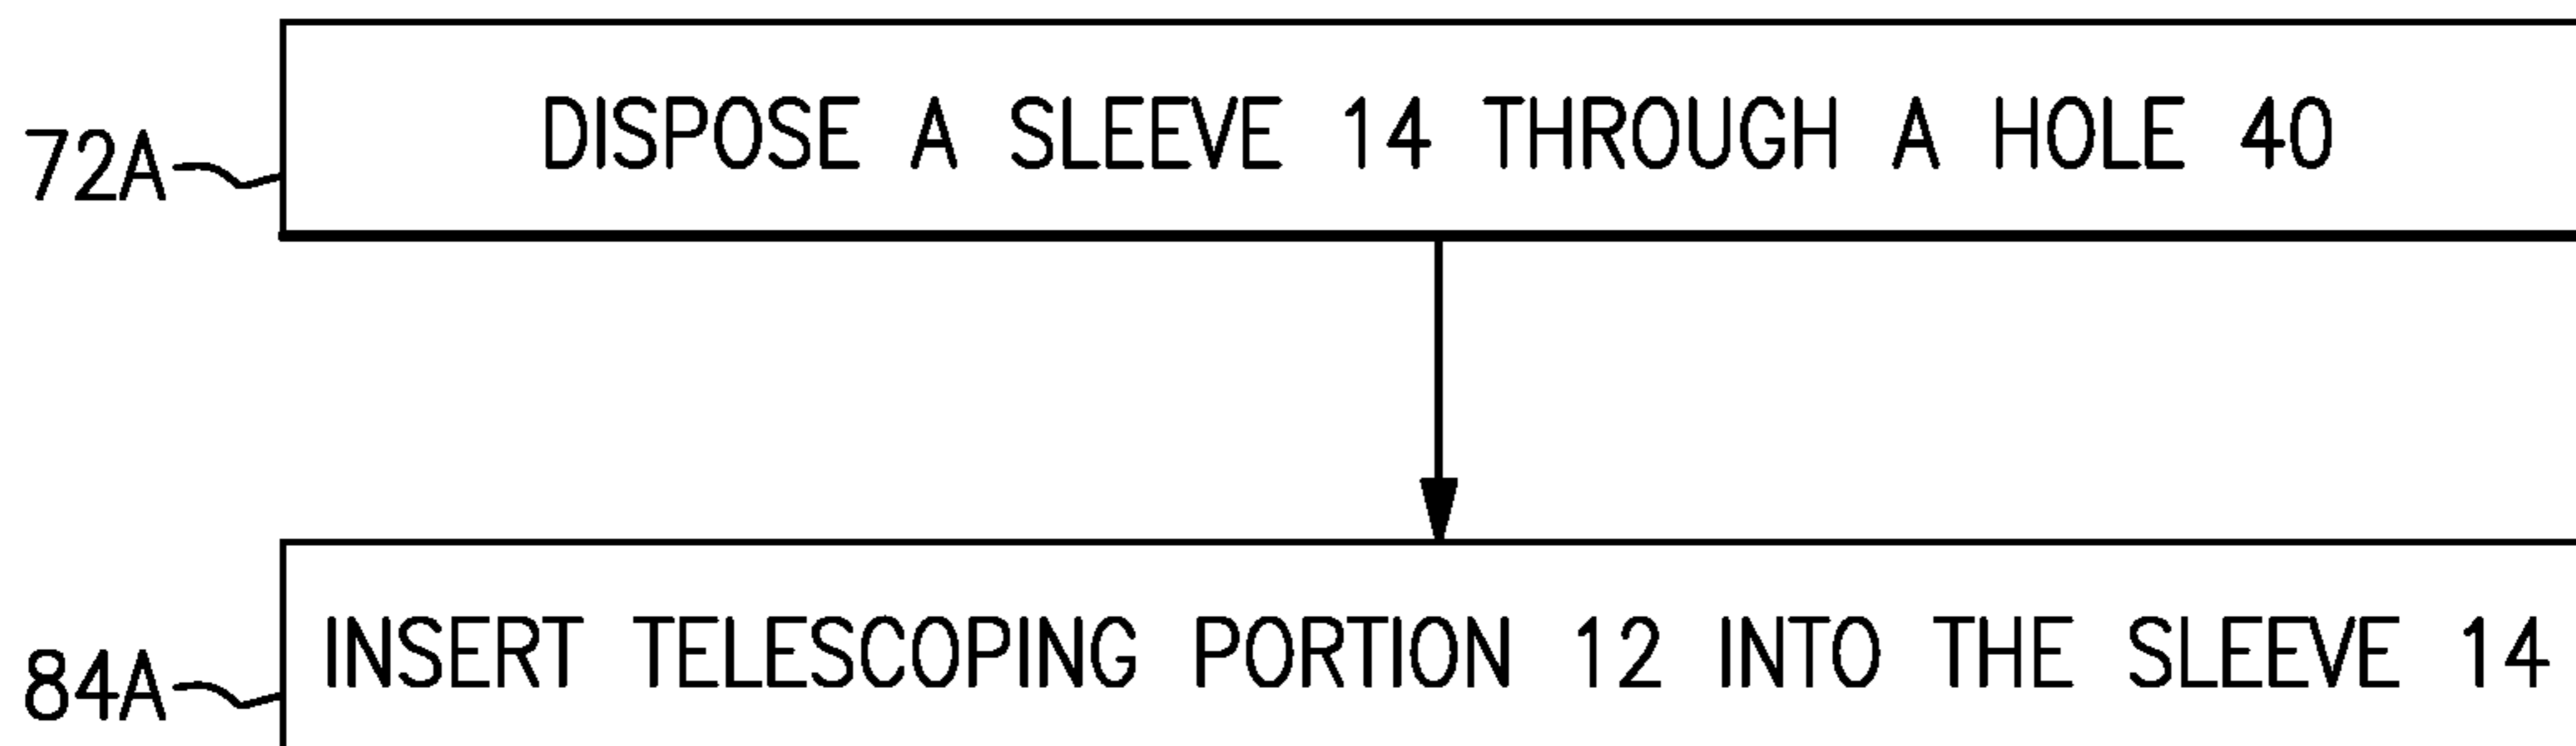 72A
DISPOSE A SLEEVE 14 THROUGH A HOLE 40
84A
INSERT TELESCOPING PORTION 12 INTO THE SLEEVE 14